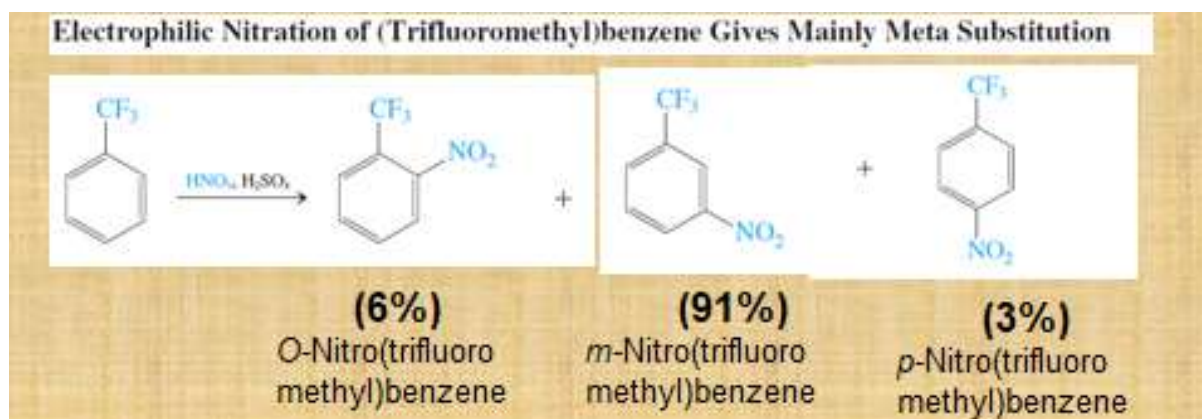 Electrophilic Nitration of (Trifluoromethyl)benzene Gives Mainly Meta Substitution
CF3
HNO3, H2SO4
CF3
NO2
+
CF3
NO2
+
CF3
NO2
(6%)
O-Nitro(trifluoro
methyl)benzene
(91%)
m-Nitro(trifluoro
methyl)benzene
(3%)
p-Nitro(trifluoro
methyl)benzene